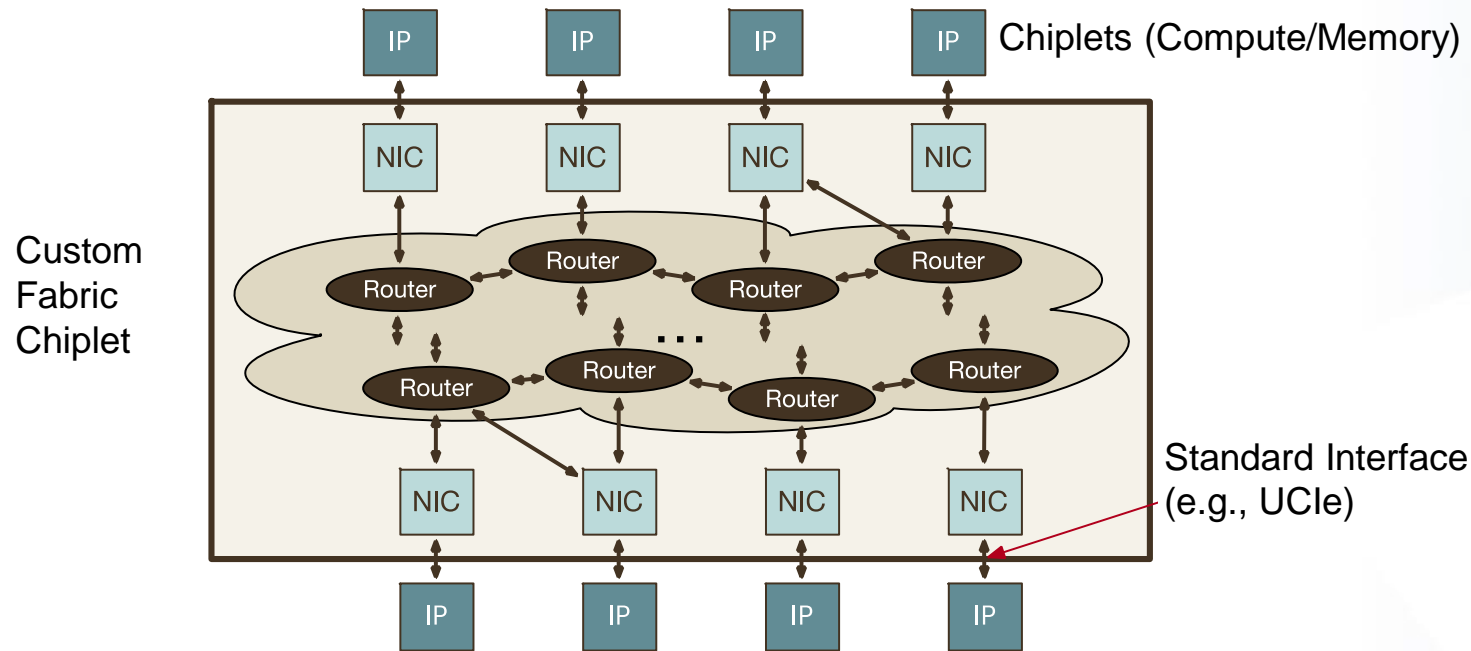 IP
IP
IP
IP
Chiplets (Compute/Memory)
NIC
NIC
NIC
NIC
Custom
Fabric
Chiplet
Router
Router
Router
Router
...
Router
Router
Router
Router
NIC
NIC
NIC
NIC
Standard Interface
(e.g., UCIe)
IP
IP
IP
IP